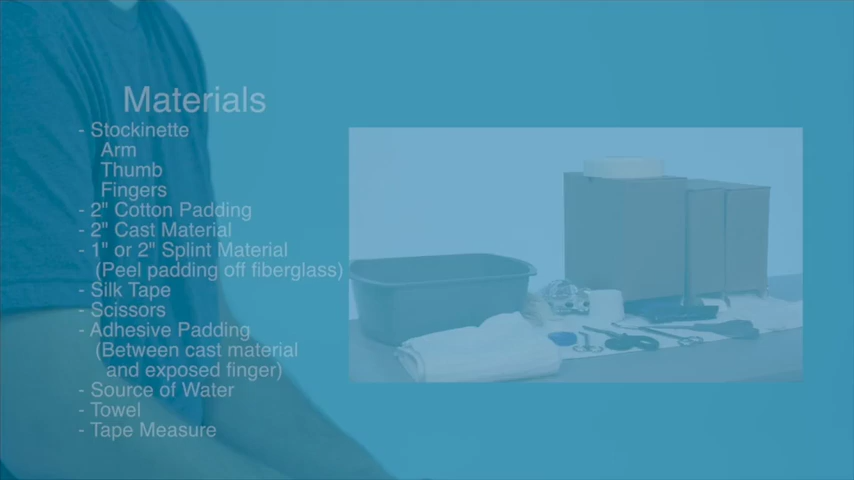 Materials
- Stockinette
Arm
Thumb
Fingers
- 2" Cotton Padding
- 2" Cast Material
- 1" or 2" Splint Material
(Peel padding off fiberglass)
- Silk Tape
- Scissors
- Adhesive Padding
(Between cast material
and exposed finger)
- Source of Water
- Towel
- Tape Measure